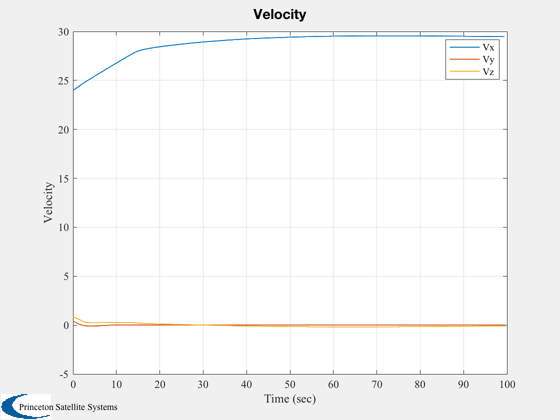 Velocity
30
25
20
15
10
5
0
-5
Velocity
Vx
Vy
Vz
0 10 20 30 40 50 60 70 80 90 100
Time (sec)
Princeton Satellite Systems